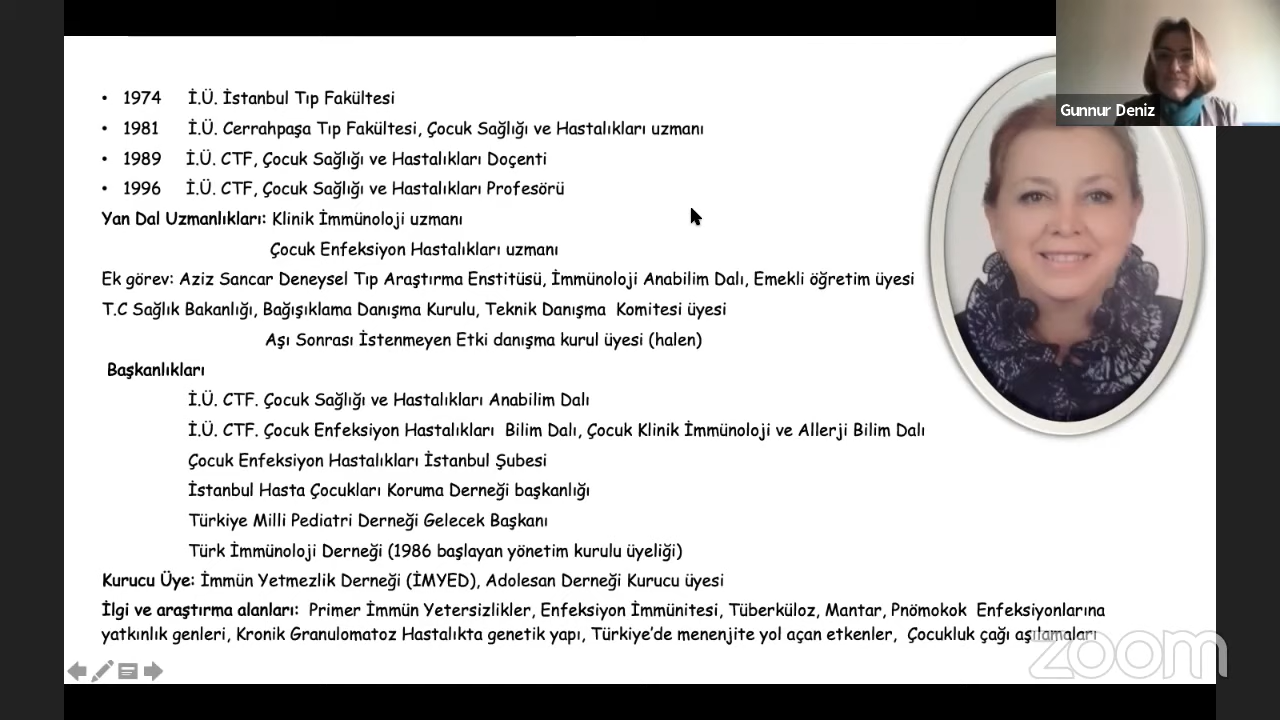 Gunnur Deniz
• 1974 İ.Ü. İstanbul Tıp Fakültesi
• 1981 İ.Ü. Cerrahpaşa Tıp Fakültesi, Çocuk Sağlığı ve Hastalıkları uzmanı
• 1989 İ.Ü. CTF, Çocuk Sağlığı ve Hastalıkları Doçenti
• 1996 İ.Ü. CTF, Çocuk Sağlığı ve Hastalıkları Profesörü
Yan Dal Uzmanlıkları: Klinik İmmünoloji uzmanı
Çocuk Enfeksiyon Hastalıkları uzmanı
Ek görev: Aziz Sancar Deneysel Tıp Araştırma Enstitüsü, İmmünoloji Anabilim Dalı, Emekli öğretim üyesi
T.C Sağlık Bakanlığı, Bağışıklama Danışma Kurulu, Teknik Danışma Komitesi üyesi
Aşı Sonrası İstenmeyen Etki danışma kurul üyesi (halen)
Başkanlıkları
İ.Ü. CTF. Çocuk Sağlığı ve Hastalıkları Anabilim Dalı
İ.Ü. CTF. Çocuk Enfeksiyon Hastalıkları Bilim Dalı, Çocuk Klinik İmmünoloji ve Allerji Bilim Dalı
Çocuk Enfeksiyon Hastalıkları İstanbul Şubesi
İstanbul Hasta Çocukları Koruma Derneği başkanlığı
Türkiye Milli Pediatri Derneği Gelecek Başkanı
Türk İmmünoloji Derneği (1986 başlayan yönetim kurulu üyeliği)
Kurucu Üye: İmmün Yetmezlik Derneği (İMYED), Adolesan Derneği Kurucu üyesi
İlgi ve araştırma alanları: Primer İmmün Yetersizlikler, Enfeksiyon İmmünitesi, Tüberküloz, Mantar, Pnömokok Enfeksiyonlarına
yatkınlık genleri, Kronik Granulomatoz Hastalıkta genetik yapı, Türkiye'de menenjite yol açan etkenler, Çocukluk çağı aşılamaları
zoom